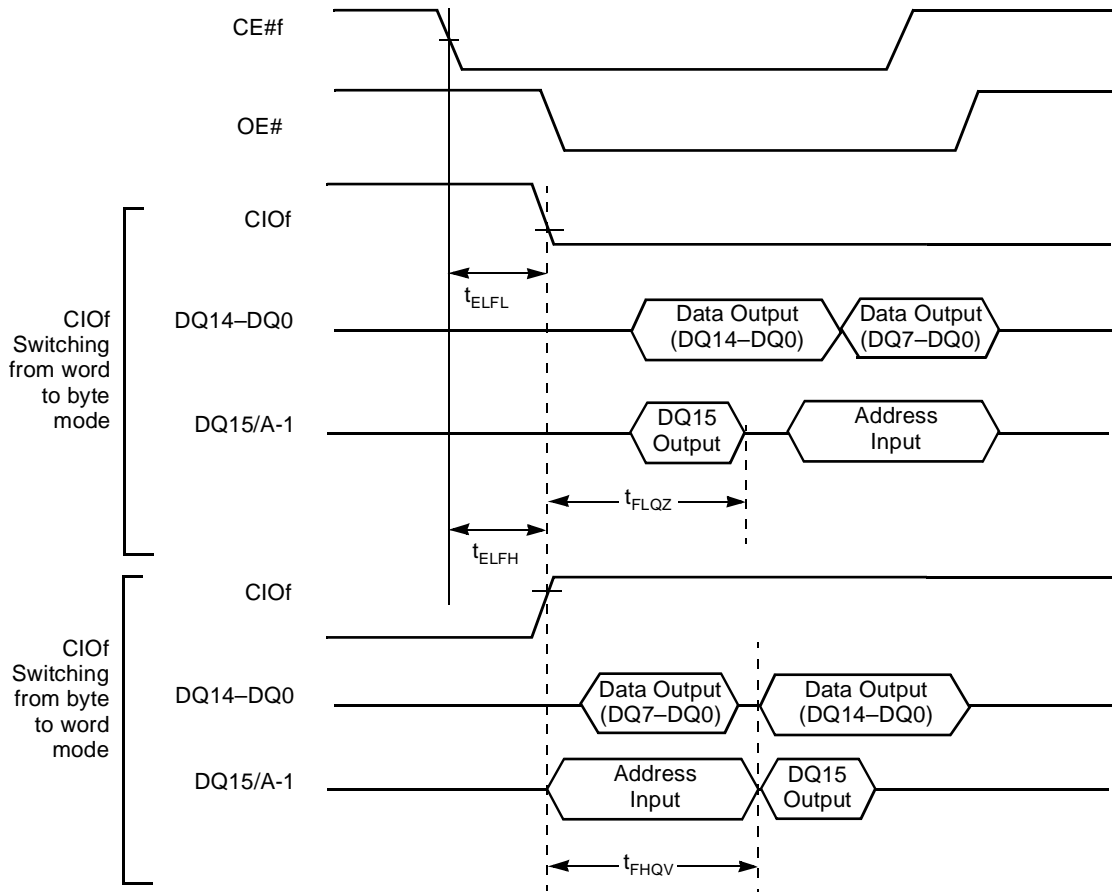 CE#f
OE#
CIOf
tELFL
CIOf
Switching
from word
to byte
mode
DQ14–DQ0
Data Output
(DQ14–DQ0)
Data Output
(DQ7–DQ0)
DQ15/A-1
DQ15
Output
Address
Input
tFLQZ
tELFH
CIOf
CIOf
Switching
from byte
to word
mode
DQ14–DQ0
Data Output
(DQ7–DQ0)
Data Output
(DQ14–DQ0)
DQ15/A-1
Address
Input
DQ15
Output
tFHQV